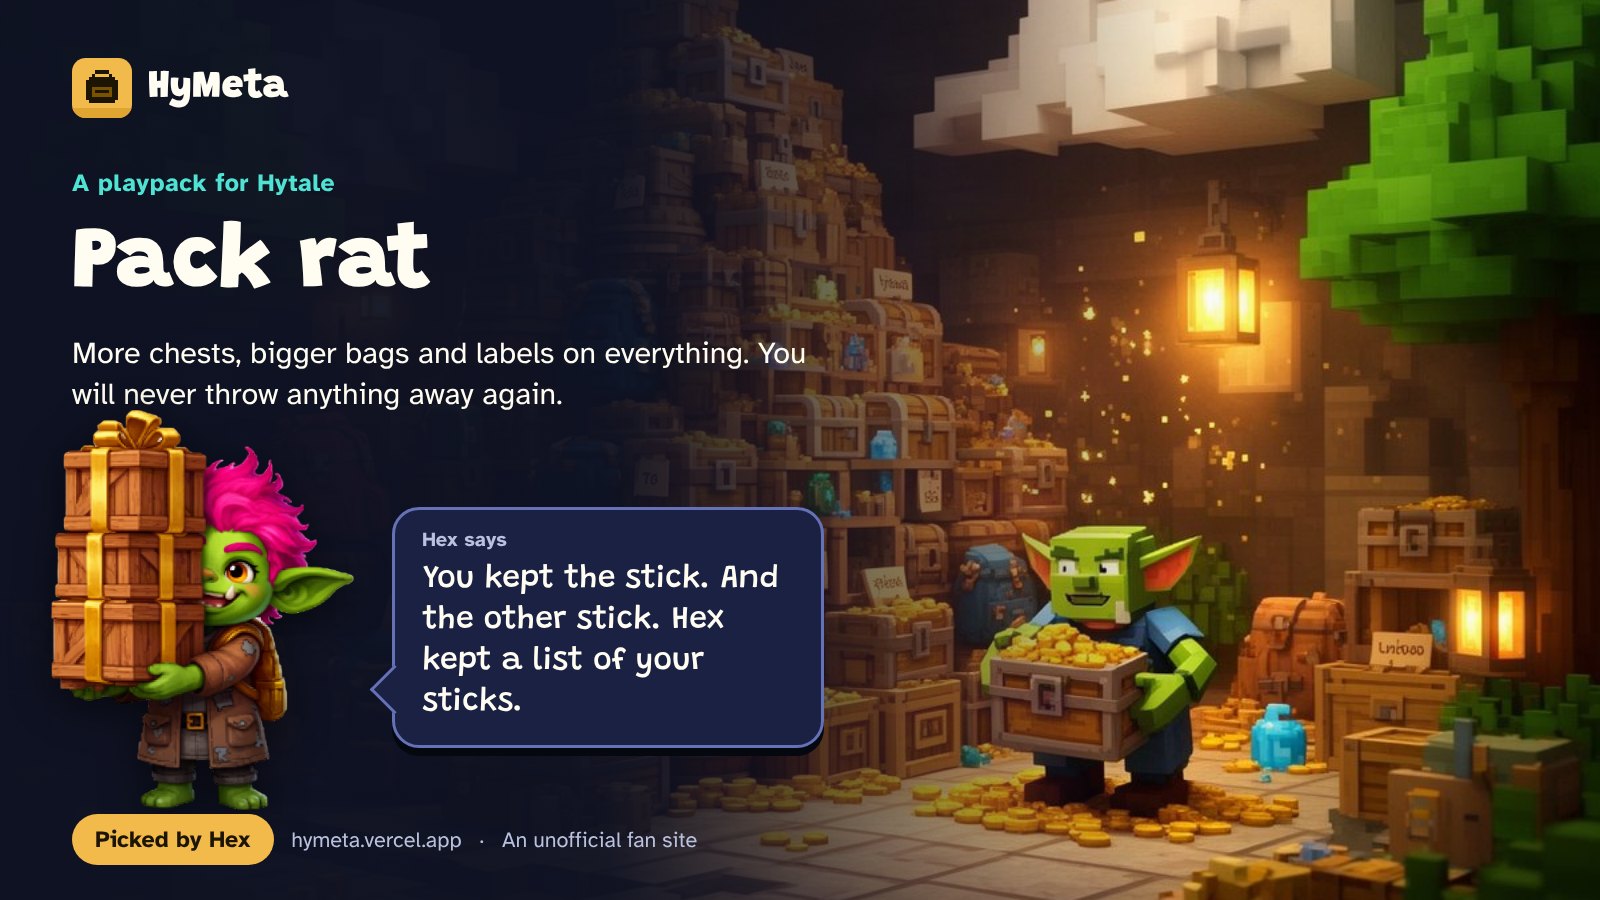 HyMeta
A playpack for Hytale
Pack rat
More chests, bigger bags and labels on everything. You
will never throw anything away again.
Hex says
You kept the stick. And
the other stick. Hex
kept a list of your
sticks.
Picked by Hex
hymeta.vercel.app · An unofficial fan site